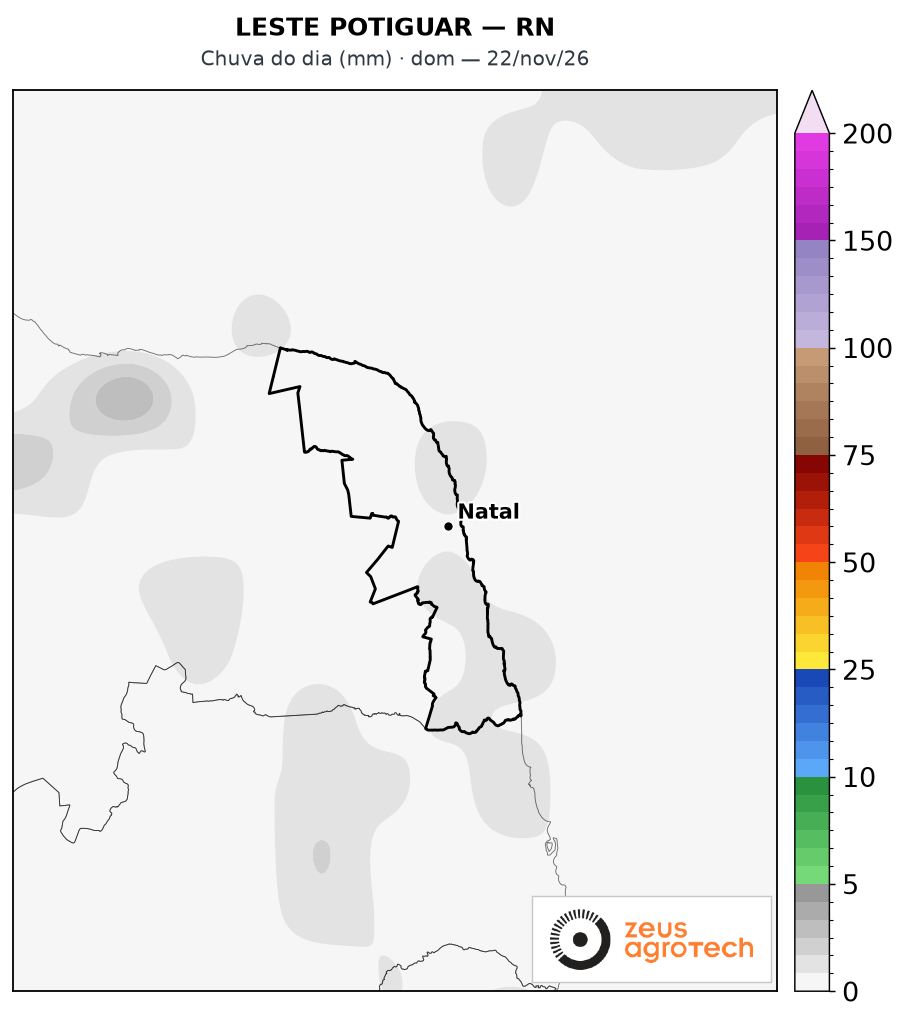 LESTE POTIGUAR — RN
Chuva do dia (mm) · dom — 22/nov/26
200
150
100
75
50
25
10
5
0
Natal
zeus
agrotech